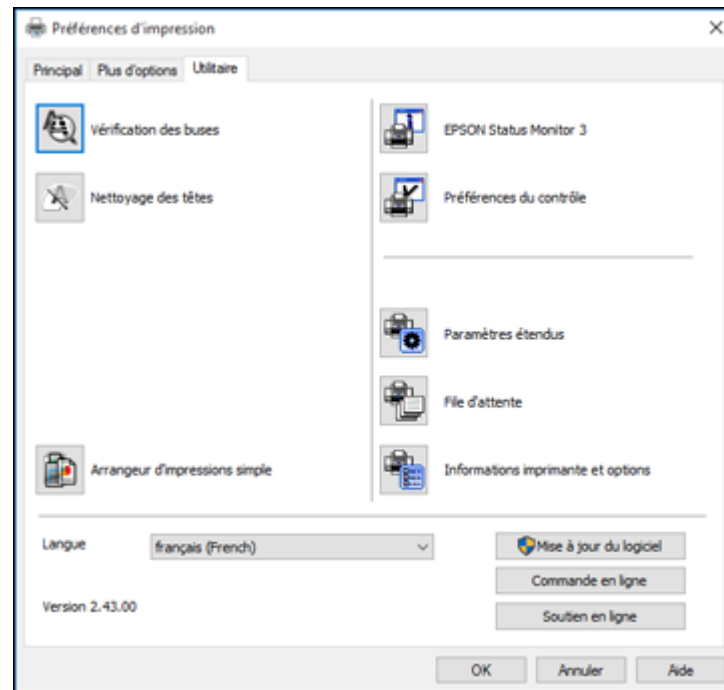 Préférences d'impression
Principal Plus d'options Utilitaire
Vérification des buses
EPSON Status Monitor 3
Nettoyage des têtes
Préférences du contrôle
Paramètres étendus
File d'attente
Arrangeur d'impressions simple
Informations imprimante et options
Langue
français (French)
Mise à jour du logiciel
Commande en ligne
Version 2.43.00
Soutien en ligne
OK Annuler Aide